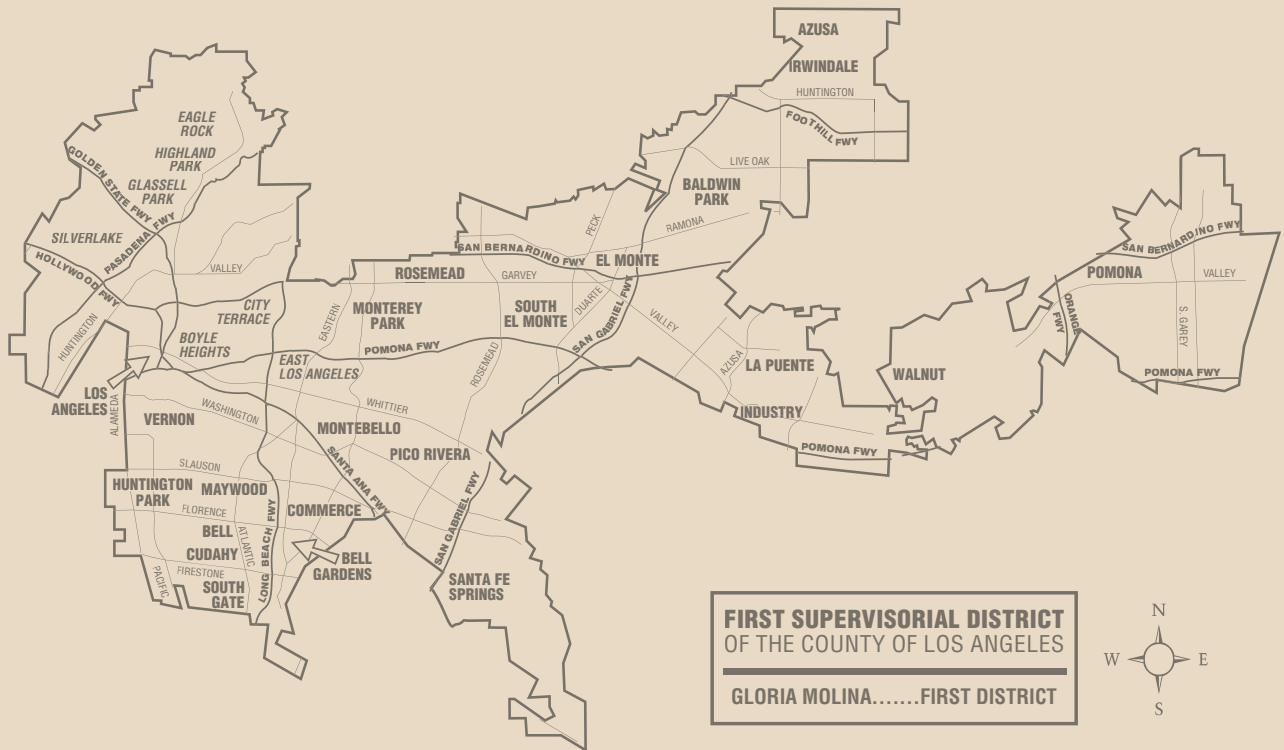 AZUSA
IRWINDALE
HUNTINGTON
FOOTHILL FWY
EAGLE
ROCK
HIGHLAND
PARK
GOLDEN STATE FWY
GLASSELL
PARK
LIVE OAK
BALDWIN
PARK
PECK
RAMONA
SILVERLAKE
PASADENA FWY
HOLLYWOOD FWY
VALLEY
SAN BERNARDINO FWY
EL MONTE
ROSEMEAD
GARVEY
SAN BERNARDINO FWY
POMONA
VALLEY
CITY
TERRACE
EASTERN
MONTEREY
PARK
SOUTH
EL MONTE
DUARTE
SAN GABRIEL FWY
VALLEY
ORANGE
FWY
S. GAREY
HUNTINGTON
BOYLE
HEIGHTS
POMONA FWY
EAST
LOS ANGELES
ROSEMEAD
AZUSA
LA PUENTE
WALNUT
POMONA FWY
LOS
ANGELES
ALAMEDA
VERNON
WASHINGTON
WHITTIER
MONTEBELLO
INDUSTRY
POMONA FWY
PICO RIVERA
SANTA ANA FWY
SLAUSON
HUNTINGTON
PARK
MAYWOOD
FLORENCE
COMMERCE
LONG BEACH FWY
SAN GABRIEL FWY
BELL
ATLANTIC
CUDAHY
BELL
GARDENS
PACIFIC
FIRESTONE
SOUTH
GATE
SANTA FE
SPRINGS
FIRST SUPERVISORIAL DISTRICT
OF THE COUNTY OF LOS ANGELES
GLORIA MOLINA.......FIRST DISTRICT
N
W
E
S